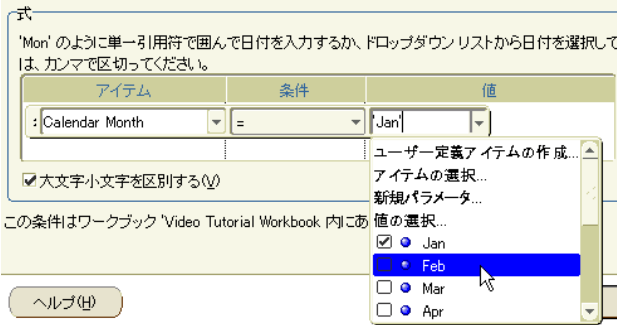 式
'Mon' のように単一引用符で囲んで日付を入力するか、ドロップダウン リストから日付を選択して
は、カンマで区切ってください。
アイテム 条件 値
: Calendar Month = 'Jan'
ユーザー定義アイテムの作成...
アイテムの選択...
新規パラメータ...
値の選択...
Jan
Feb
Mar
Apr
大文字小文字を区別する(V)
この条件はワークブック 'Video Tutorial Workbook 内にあ
ヘルプ(H)